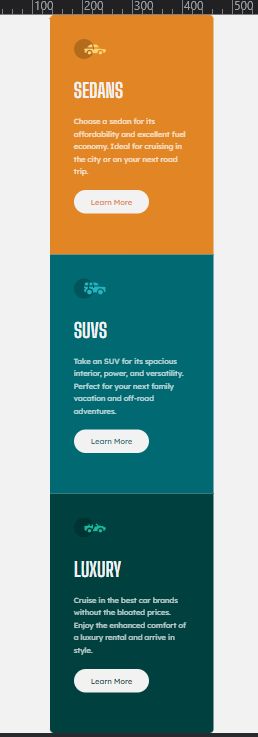 100 200 300 400 500
SEDANS
Choose a sedan for its
affordability and excellent fuel
economy. Ideal for cruising in
the city or on your next road
trip.
Learn More
SUVS
Take an SUV for its spacious
interior, power, and versatility.
Perfect for your next family
vacation and off-road
adventures.
Learn More
LUXURY
Cruise in the best car brands
without the bloated prices.
Enjoy the enhanced comfort of
a luxury rental and arrive in
style.
Learn More